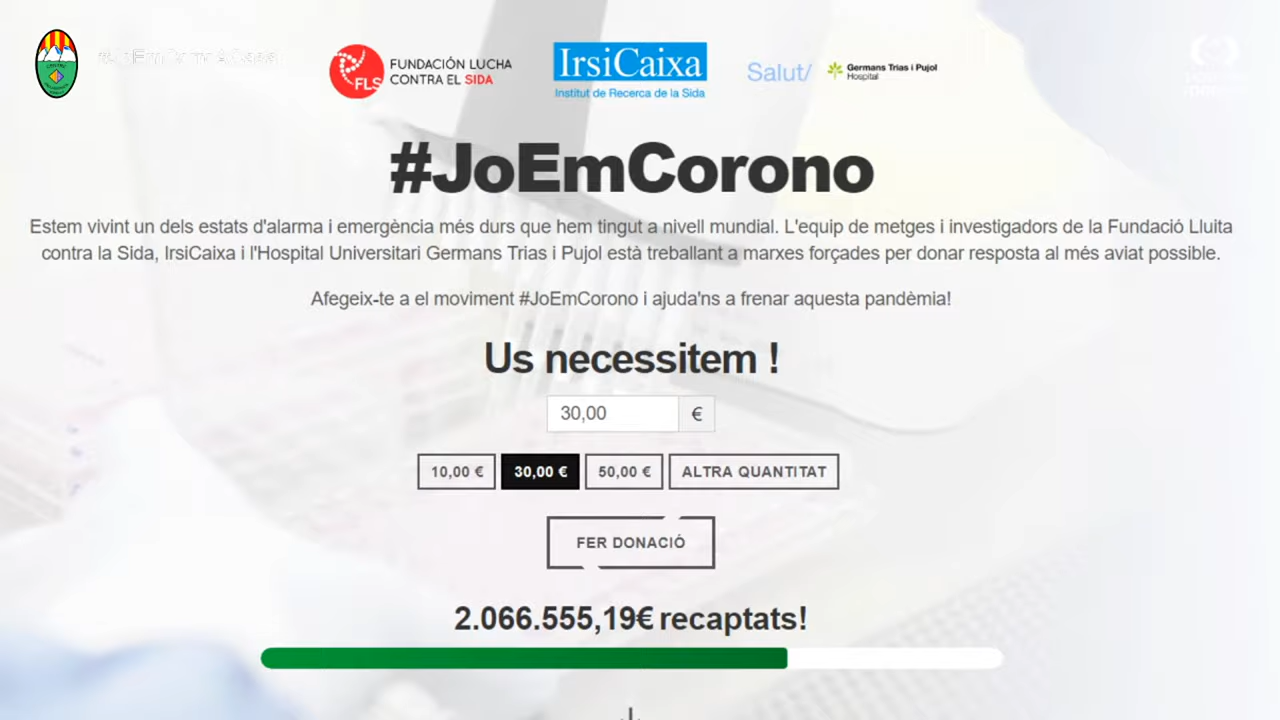 FLS
FUNDACIÓN LUCHA
CONTRA EL SIDA
IrsiCaixa
Institut de Recerca de la Sida
Salut/
Germans Trias i Pujol
Hospital
#JoEmCorono
Estem vivint un dels estats d'alarma i emergència més durs que hem tingut a nivell mundial. L'equip de metges i investigadors de la Fundació Lluita
contra la Sida, IrsiCaixa i l'Hospital Universitari Germans Trias i Pujol està treballant a marxes forçades per donar resposta al més aviat possible.
Afegeix-te a el moviment #JoEmCorono i ajuda'ns a frenar aquesta pandèmia!
Us necessitem !
30,00 €
10,00 € 30,00 € 50,00 € ALTRA QUANTITAT
FER DONACIÓ
2.066.555,19€ recaptats!